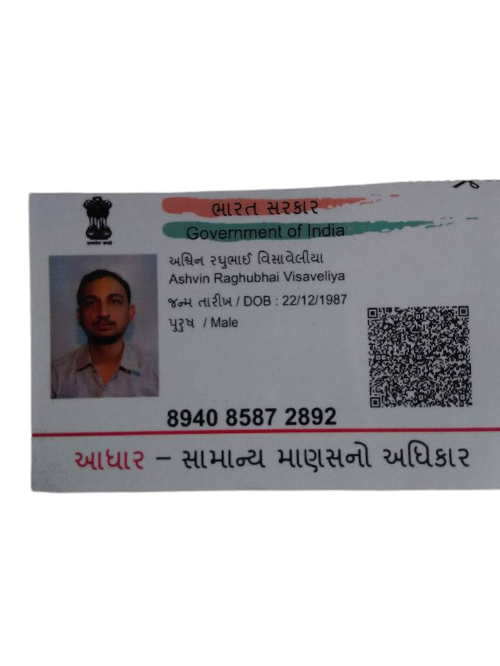 ભારત સરકાર
Government of India
અશ્વિન રઘુભાઈ વિસાવેલીયા
Ashvin Raghubhai Visaveliya
જન્મ તારીખ / DOB : 22/12/1987
પુરુષ / Male
8940 8587 2892
આધાર – સામાન્ય માણસનો અધિકાર